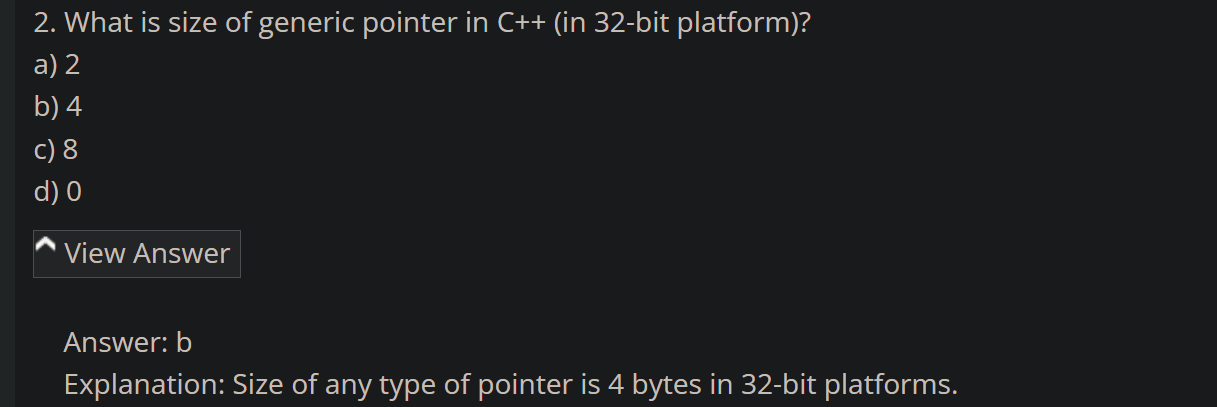 2. What is size of generic pointer in C++ (in 32-bit platform)?
a) 2
b) 4
c) 8
d) 0
View Answer
Answer: b
Explanation: Size of any type of pointer is 4 bytes in 32-bit platforms.